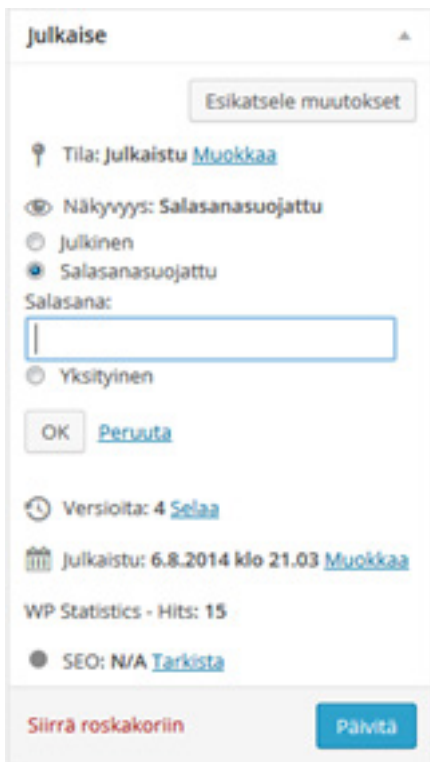 Julkaise
Esikatsele muutokset
Tila: Julkaistu Muokkaa
Näkyvyys: Salasanasuojattu
Julkinen
Salasanasuojattu
Salasana:
Yksityinen
OK Peruuta
Versioita: 4 Selaa
Julkaistu: 6.8.2014 klo 21.03 Muokkaa
WP Statistics - Hits: 15
SEO: N/A Tarkista
Siirrä roskakoriin Päivitä